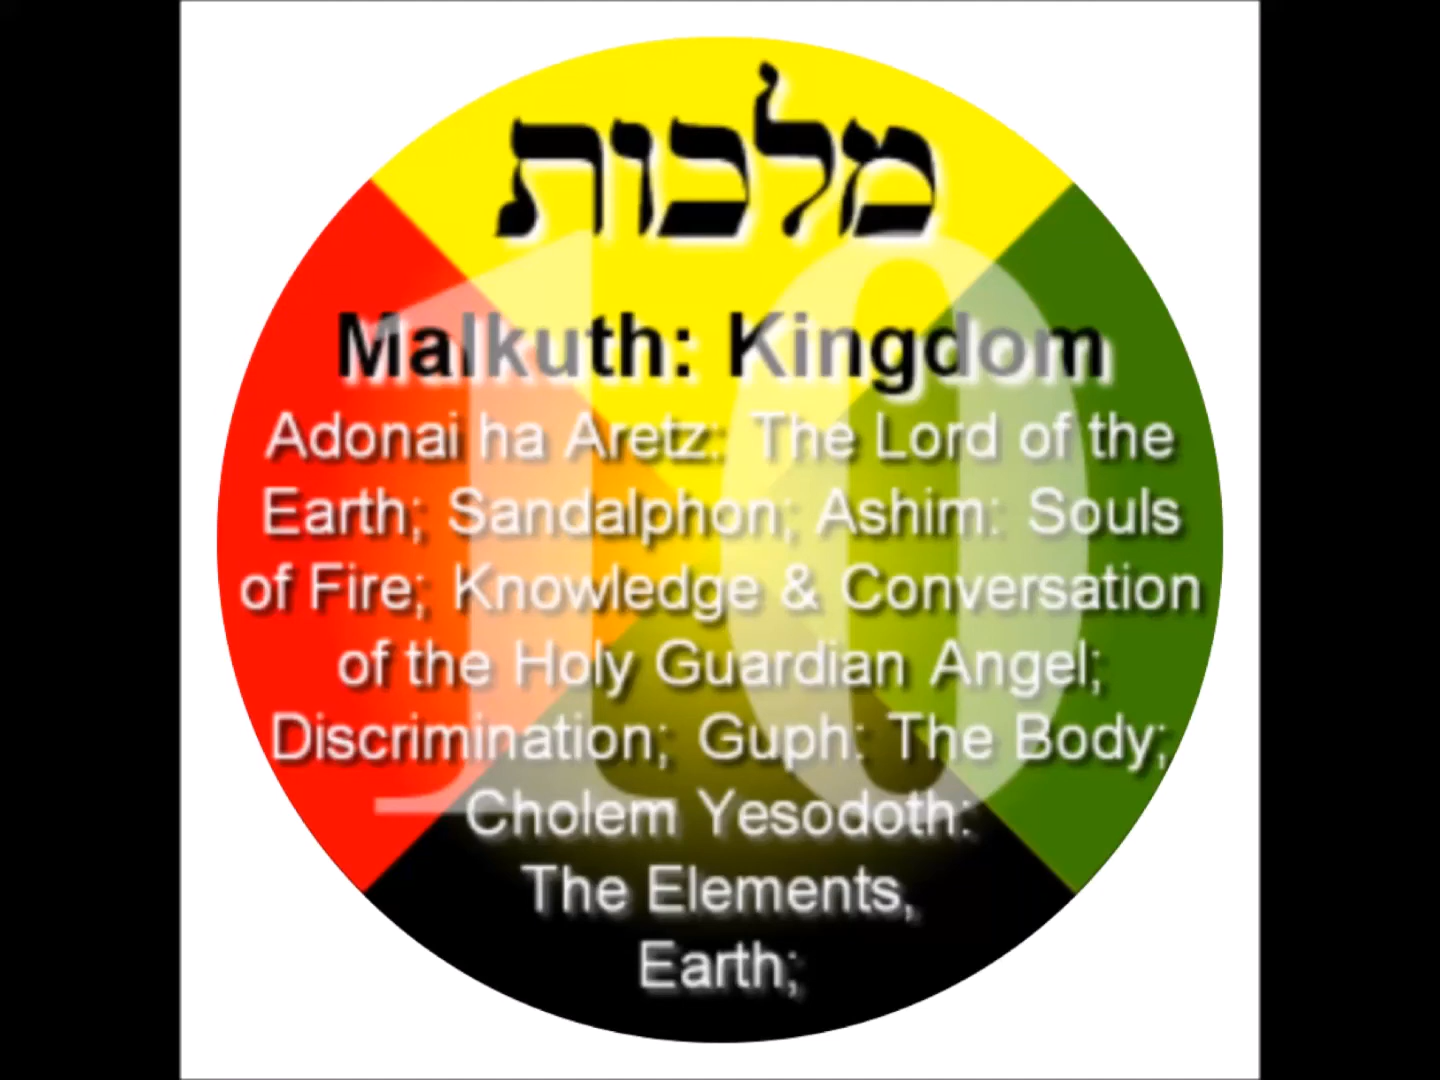 מלכות
10
Malkuth: Kingdom
Adonai ha Aretz: The Lord of the
Earth; Sandalphon; Ashim: Souls
of Fire; Knowledge & Conversation
of the Holy Guardian Angel;
Discrimination; Guph: The Body;
Cholem Yesodoth:
The Elements,
Earth;